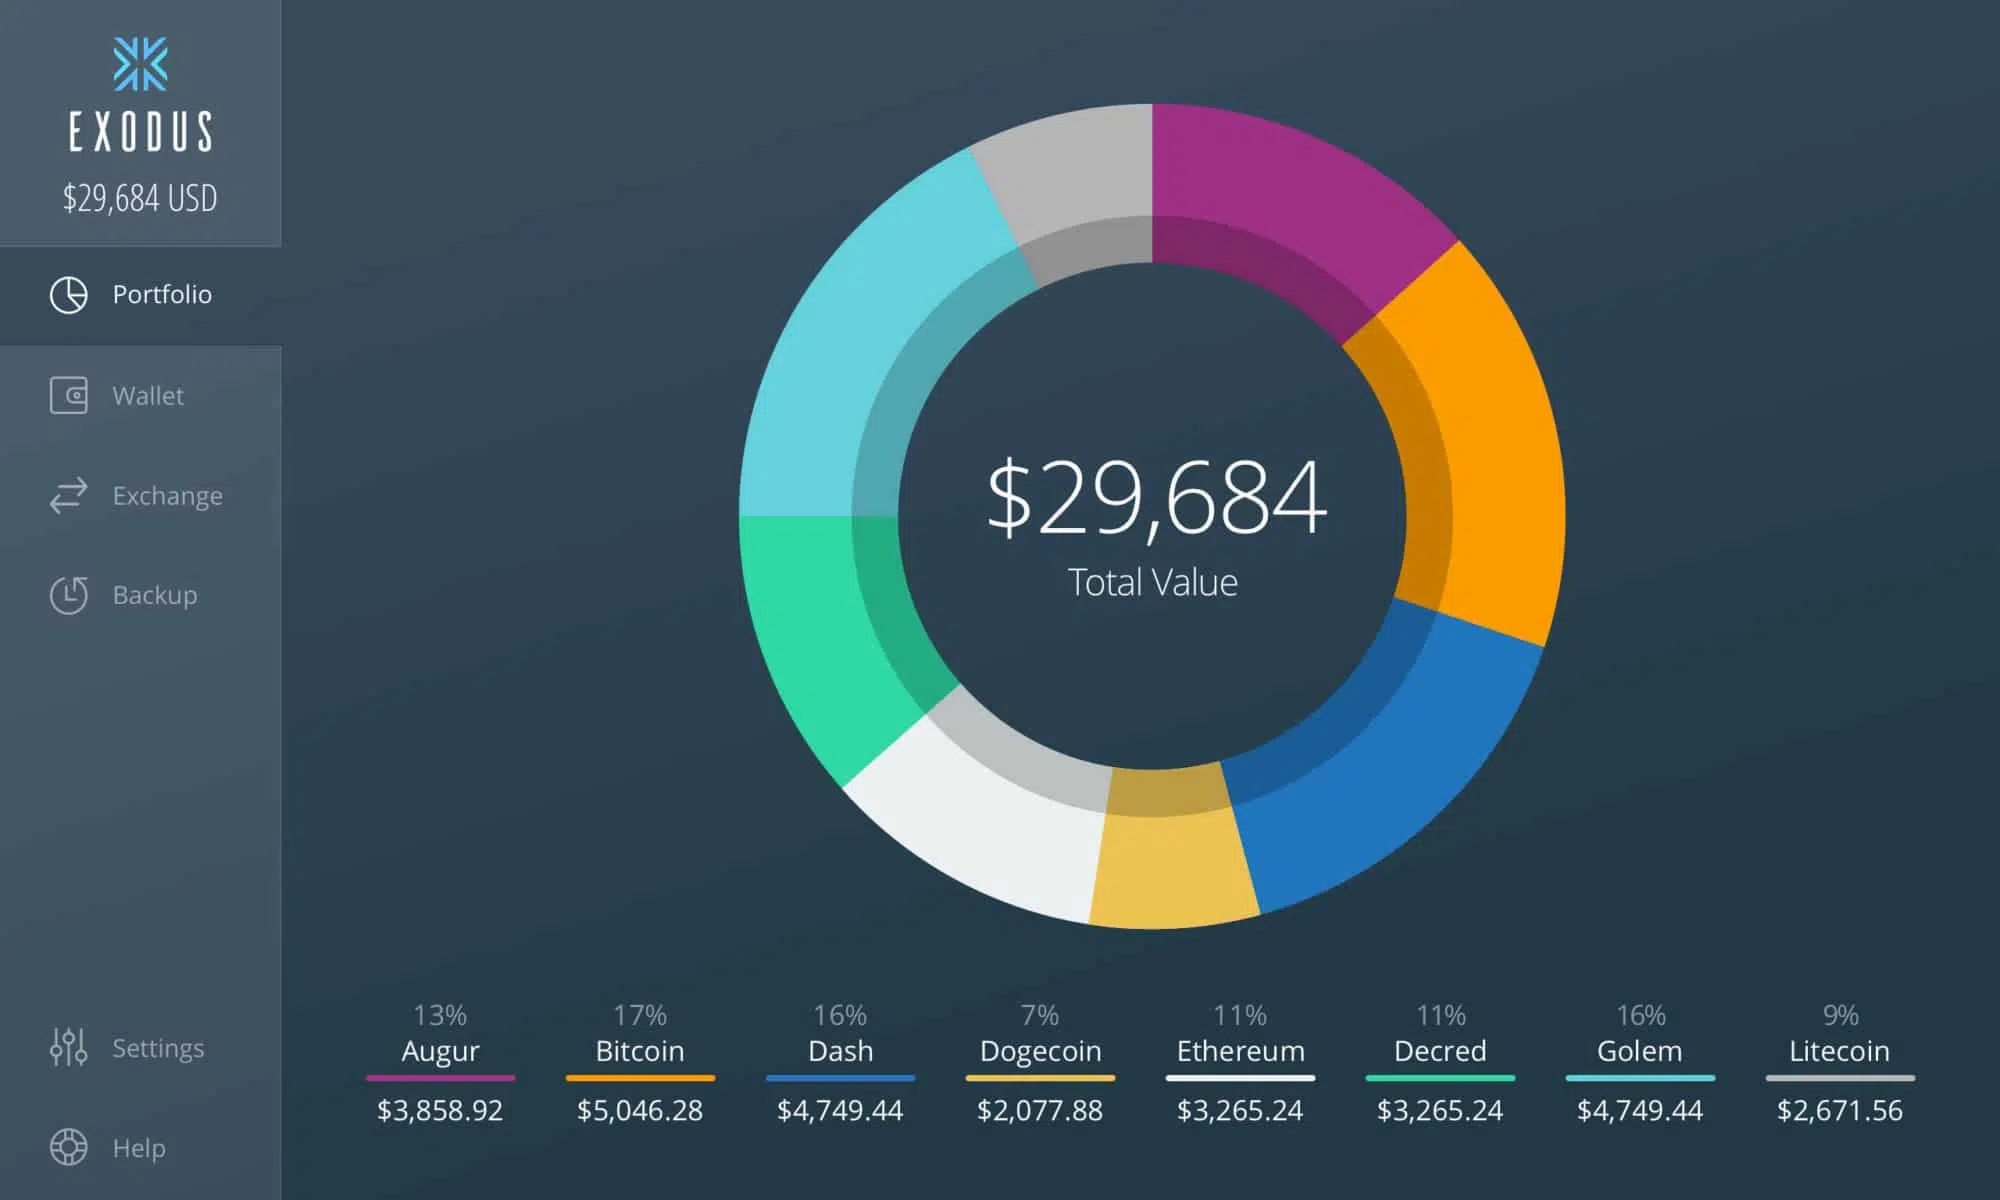 EXODUS
$29,684 USD
Portfolio
Wallet
Exchange
Backup
Settings
Help
$29,684
Total Value
13%
Augur
$3,858.92
17%
Bitcoin
$5,046.28
16%
Dash
$4,749.44
7%
Dogecoin
$2,077.88
11%
Ethereum
$3,265.24
11%
Decred
$3,265.24
16%
Golem
$4,749.44
9%
Litecoin
$2,671.56